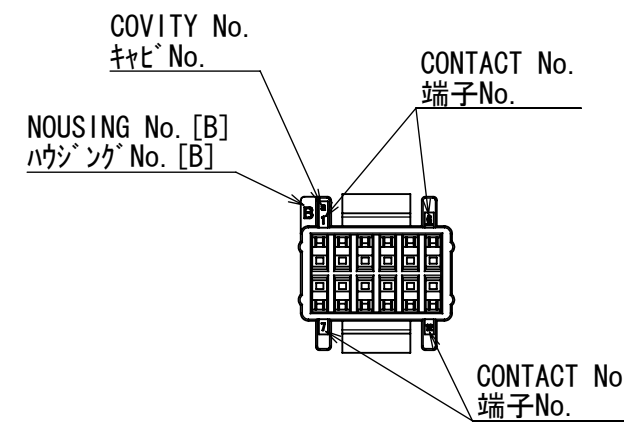 COVITY No.
ｷｬﾋﾞNo.
CONTACT No.
端子No.
NOUSING No.[B]
ﾊｳｼﾞﾝｸﾞNo.[B]
B
1
7
CONTACT No
端子No.